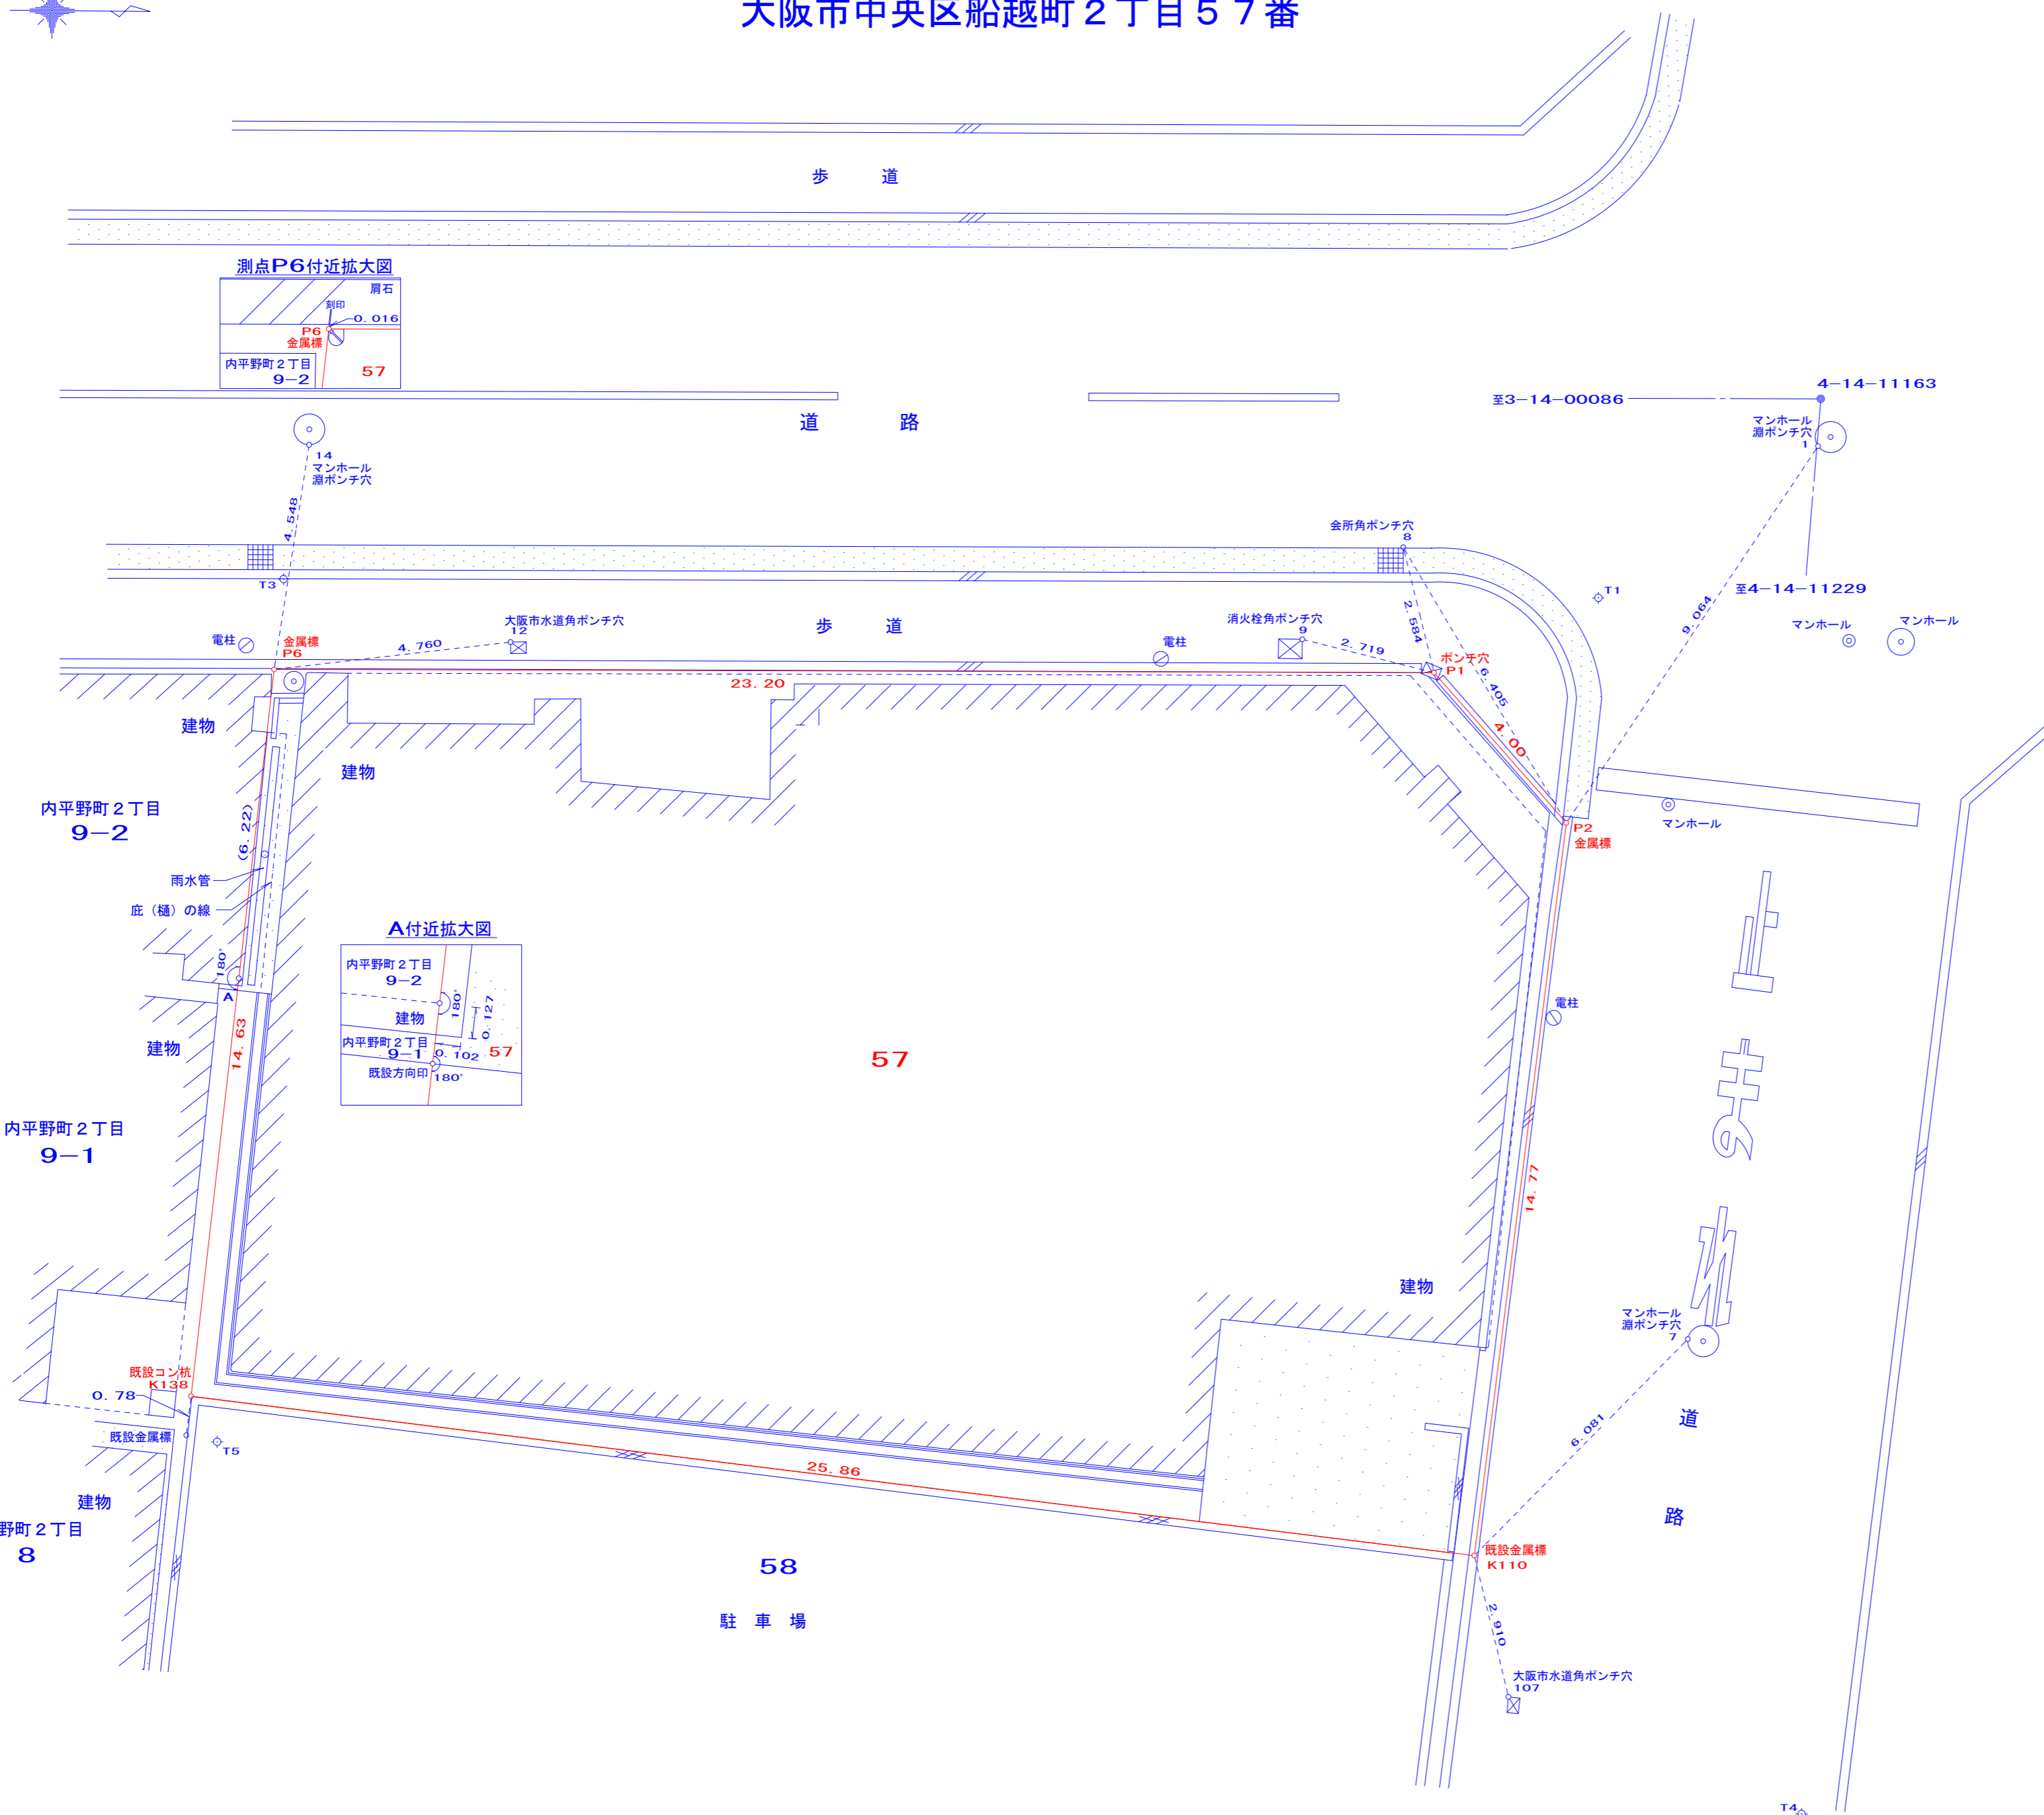 大阪市中央区船越町２丁目５７番
歩　道
測点P6付近拡大図
肩石
刻印
0.016
P6
金属標
内平野町２丁目
9-2
57
道　路
至3-14-00086
4-14-11163
マンホール
淵ポンチ穴
1
14
マンホール
淵ポンチ穴
4.548
会所角ポンチ穴
8
T3
T1
至4-14-11229
9.064
2.584
大阪市水道角ポンチ穴
12
歩　道
消火栓角ポンチ穴
9
マンホール
マンホール
電柱
金属標
P6
4.760
電柱
2.719
ポンチ穴
P1
6.405
23.20
4.00
建物
建物
内平野町２丁目
9-2
(6.22)
P2
金属標
マンホール
雨水管
庇（樋）の線
A付近拡大図
内平野町２丁目
9-2
180°
0.127
建物
内平野町２丁目
9-1
0.102
57
既設方向印
180°
180°
A
電柱
建物
14.63
57
止まれ
内平野町２丁目
9-1
14.77
建物
マンホール
淵ポンチ穴
7
既設コン杭
K138
0.78
既設金属標
T5
道
6.081
25.86
建物
野町２丁目
8
路
58
既設金属標
K110
駐　車　場
2.910
大阪市水道角ポンチ穴
107
T4